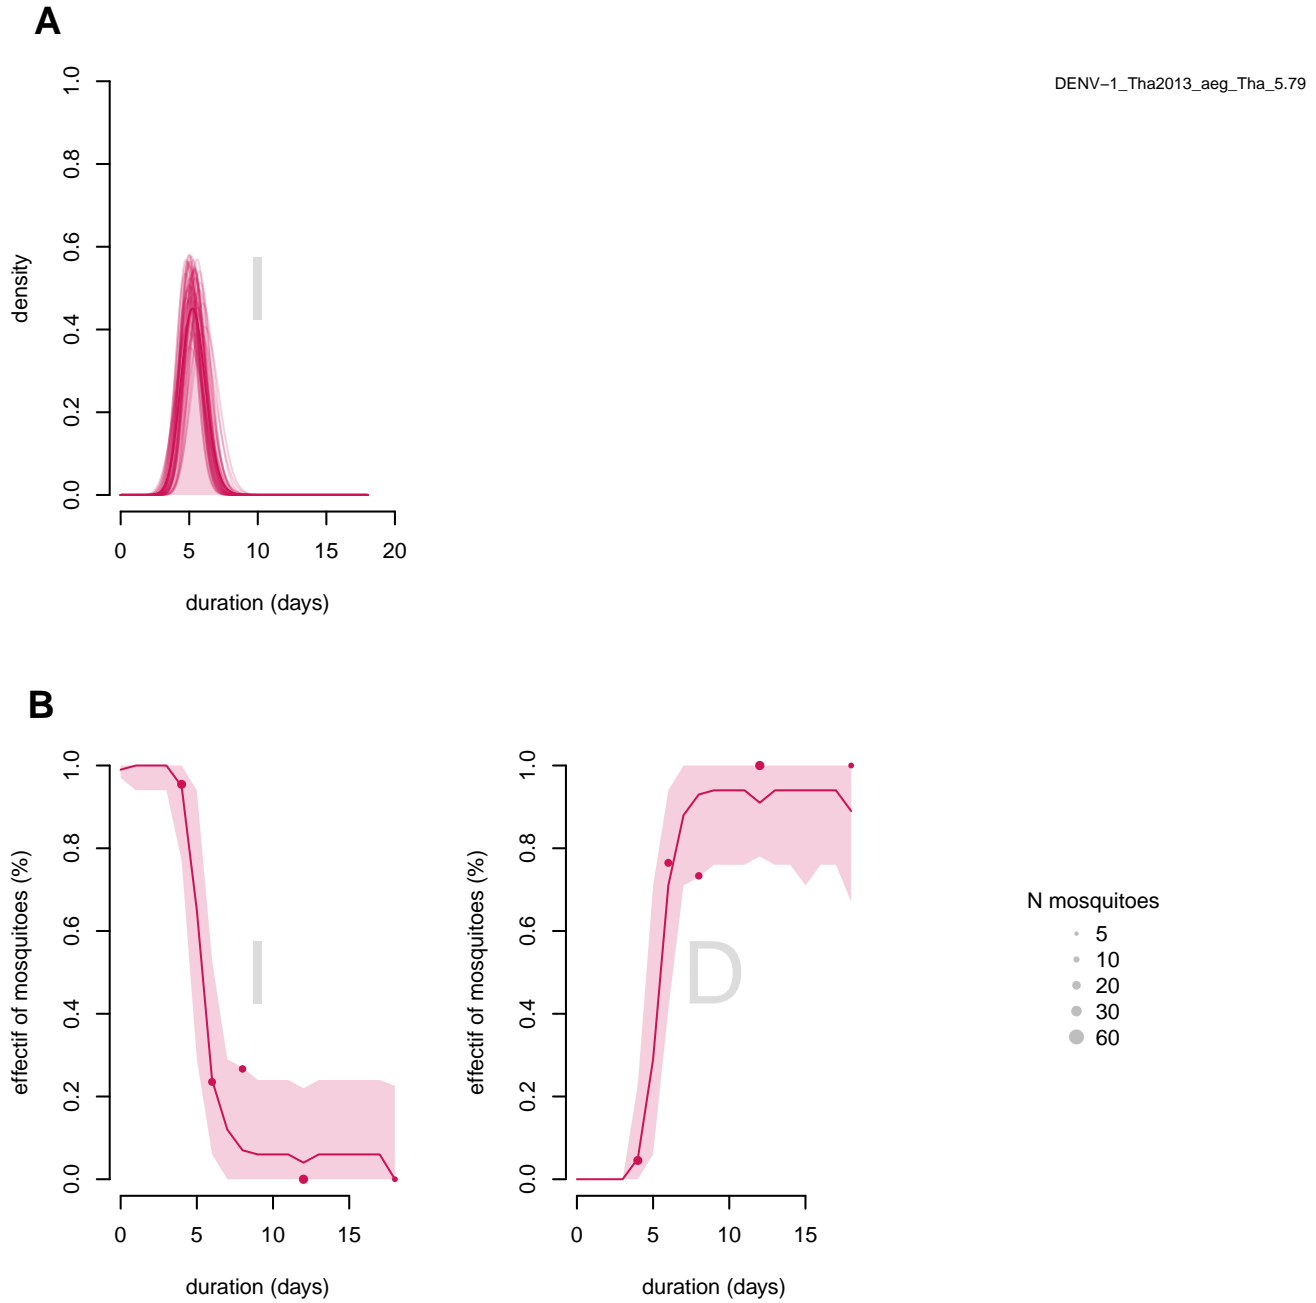 A
DENV−1_Tha2013_aeg_Tha_5.79
density
0.0 0.2 0.4 0.6 0.8 1.0
I
0 5 10 15 20
duration (days)
B
effectif of mosquitoes (%)
0.0 0.2 0.4 0.6 0.8 1.0
I
0 5 10 15
duration (days)
effectif of mosquitoes (%)
0.0 0.2 0.4 0.6 0.8 1.0
D
0 5 10 15
duration (days)
N mosquitoes
5
10
20
30
60